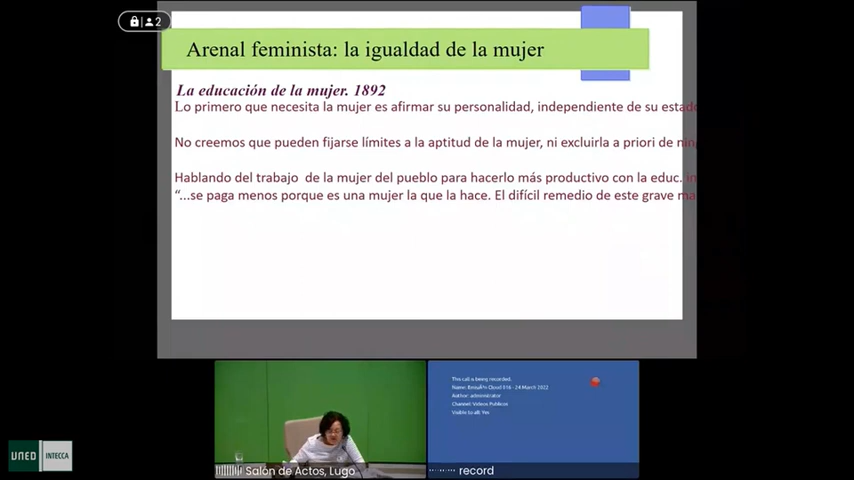 2
Arenal feminista: la igualdad de la mujer
La educación de la mujer. 1892
Lo primero que necesita la mujer es afirmar su personalidad, independiente de su estado
No creemos que pueden fijarse límites a la aptitud de la mujer, ni excluirla a priori de
Hablando del trabajo de la mujer del pueblo para hacerlo más productivo con la educ.
“...se paga menos porque es una mujer la que la hace. El difícil remedio de este grave
This call is being recorded.
24 March 2022
Author: administrator
Channel: Videos Publicos
Visible to all: Yes
Salón de Actos, Lugo
record
UNED INTECCA